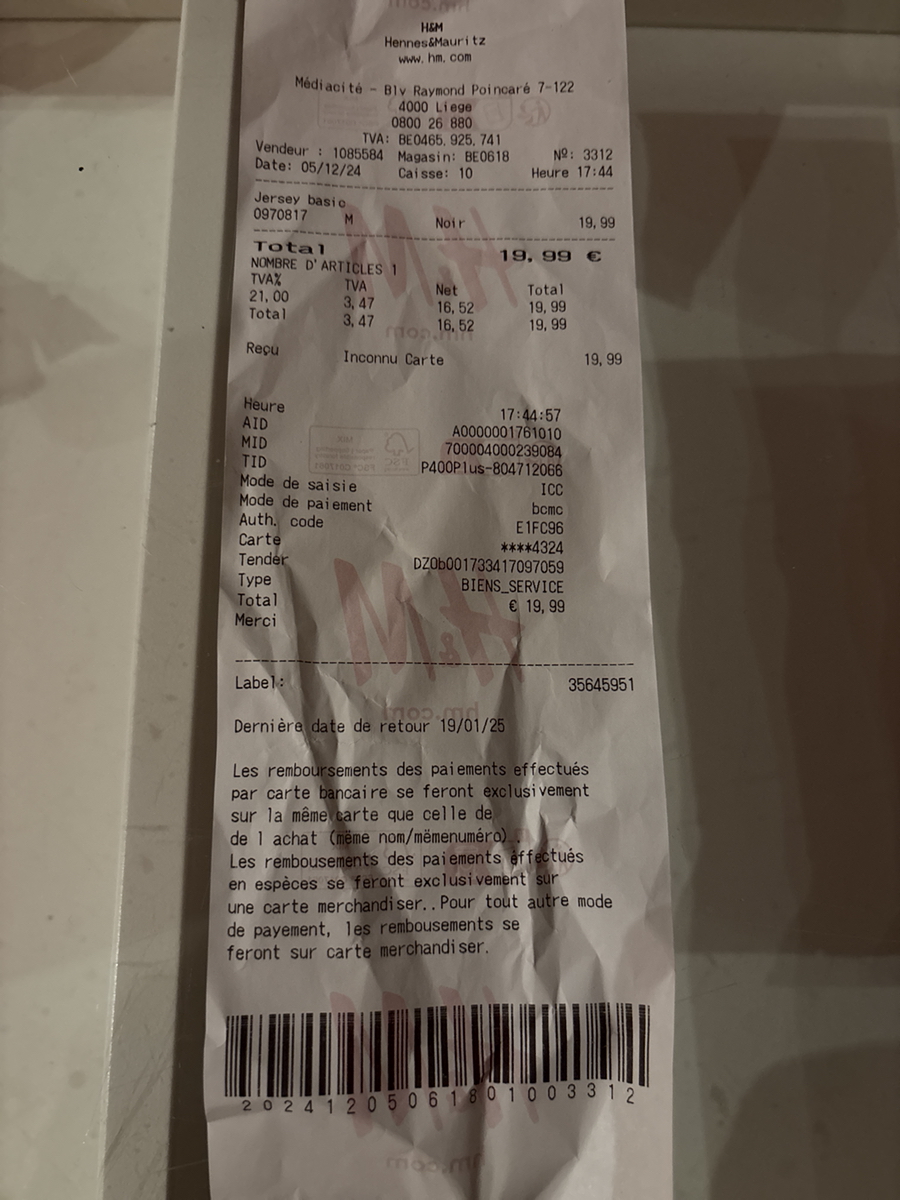 H&M
Hennes&Mauritz
www. hm. com
Médiacité - Blv Raymond Poincaré 7-122
4000 Liege
0800 26 880
TVA: BE0465. 925. 741
Vendeur : 1085584 Magasin: BE0618 Nº: 3312
Date: 05/12/24 Caisse: 10 Heure 17:44
Jersey basic
0970817 M Noir 19,99
Total 19,99 €
NOMBRE D'ARTICLES 1
TVA% TVA Net Total
21,00 3,47 16,52 19,99
Total 3,47 16,52 19,99
Reçu Inconnu Carte 19,99
Heure 17:44:57
AID A0000001761010
MID 700004000239084
TID P400Plus-804712066
Mode de saisie ICC
Mode de paiement bcmc
Auth. code E1FC96
Carte ****4324
Tender DZ0b001733417097059
Type BIENS_SERVICE
Total € 19,99
Merci
Label: 35645951
Dernière date de retour 19/01/25
Les remboursements des paiements effectués
par carte bancaire se feront exclusivement
sur la même carte que celle de
de l achat (mëme nom/mëmenuméro).
Les rembousements des paiements éffectués
en espèces se feront exclusivement sur
une carte merchandiser.. Pour tout autre mode
de payement, les rembousements se
feront sur carte merchandiser.
20241205061801003312